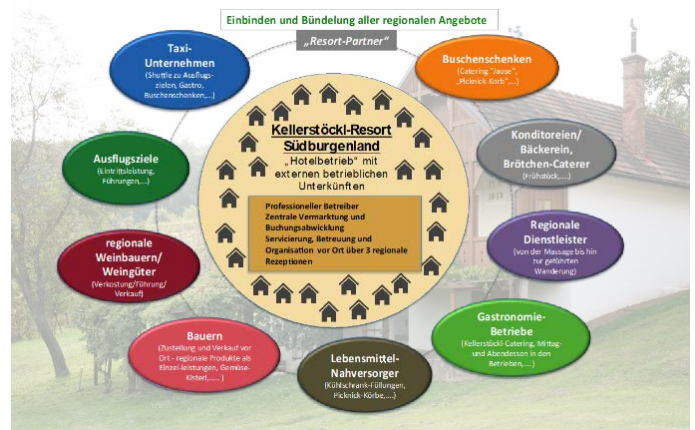 Einbinden und Bündelung aller regionalen Angebote
„Resort-Partner“
Taxi-
Unternehmen
(Shuttle zu Ausflugs-
zielen, Gastro,
Buschenschanken,...)
Buschenschenken
(Catering "Jause",
„Picknick-Korb",...)
Ausflugsziele
(Eintrittsleistung,
Führungen,...)
Kellerstöckl-Resort
Südburgenland
„Hotelbetrieb“ mit
externen betrieblichen
Unterkünften
Professioneller Betreiber
Zentrale Vermarktung und
Buchungsabwicklung
Servicierung, Betreuung und
Organisation vor Ort über 3 regionale
Rezeptionen
Konditoreien/
Bäckerein,
Brötchen-Caterer
(Frühstück,....)
regionale
Weinbauern/
Weingüter
(Verkostung/Führung/
Verkauf)
Regionale
Dienstleister
(von der Massage bis hin
zur geführten
Wanderung)
Bauern
(Zustellung und Verkauf vor
Ort - regionale Produkte als
Einzel-leistungen, Gemüse-
Kisterl,..... )
Gastronomie-
Betriebe
(Kellerstöckl-Catering, Mittag-
und Abendessen in den
Betrieben,....)
Lebensmittel-
Nahversorger
(Kühlschrank-Füllungen,
Picknick-Körbe,....)